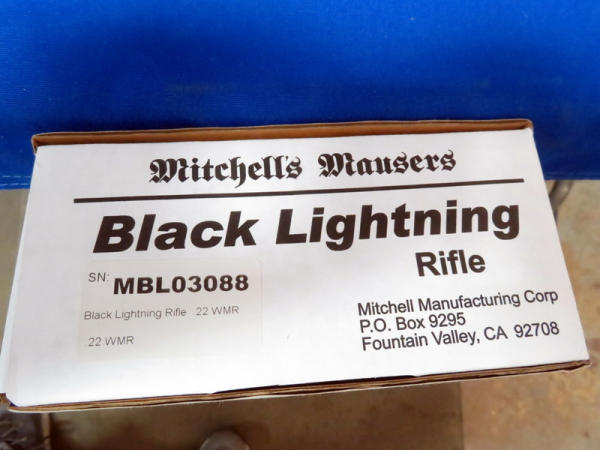 Mitchell's Mausers
Black Lightning
Rifle
SN: MBL03088
Black Lightning Rifle 22 WMR
22 WMR
Mitchell Manufacturing Corp
P.O. Box 9295
Fountain Valley, CA 92708